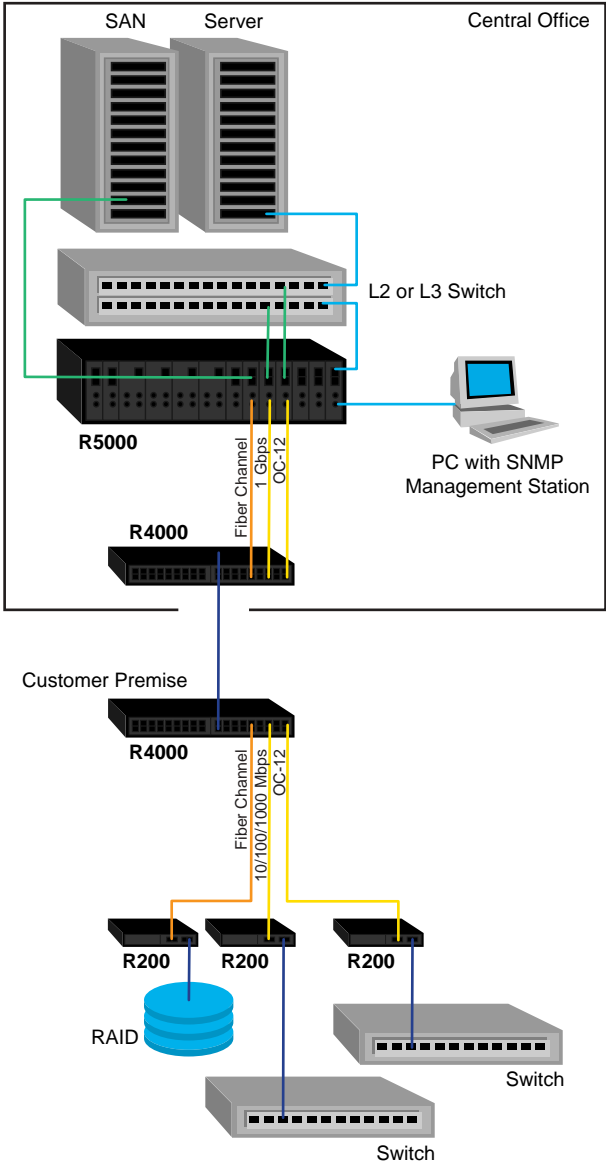 SAN
Server
Central Office
L2 or L3 Switch
R5000
PC with SNMP
Management Station
Fiber Channel
1 Gbps
OC-12
R4000
Customer Premise
R4000
Fiber Channel
10/100/1000 Mbps
OC-12
R200
R200
R200
RAID
Switch
Switch